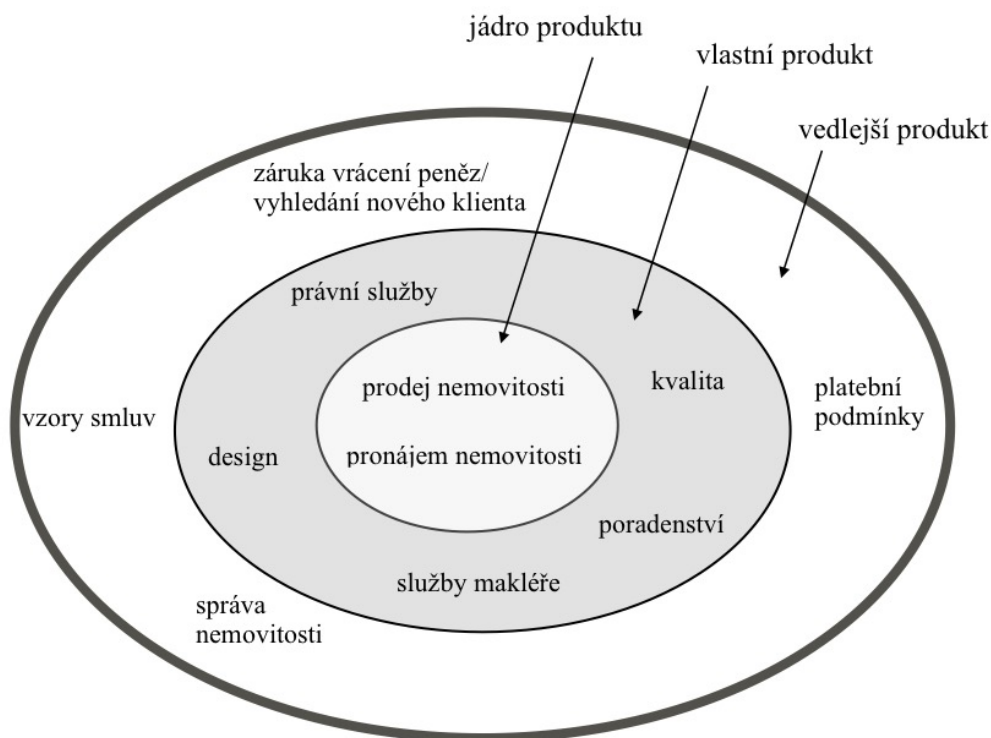 jádro produktu
vlastní produkt
vedlejší produkt
záruka vrácení peněz/
vyhledání nového klienta
právní služby
prodej nemovitosti
kvalita
platební
podmínky
vzory smluv
design
pronájem nemovitosti
poradenství
služby makléře
správa
nemovitosti